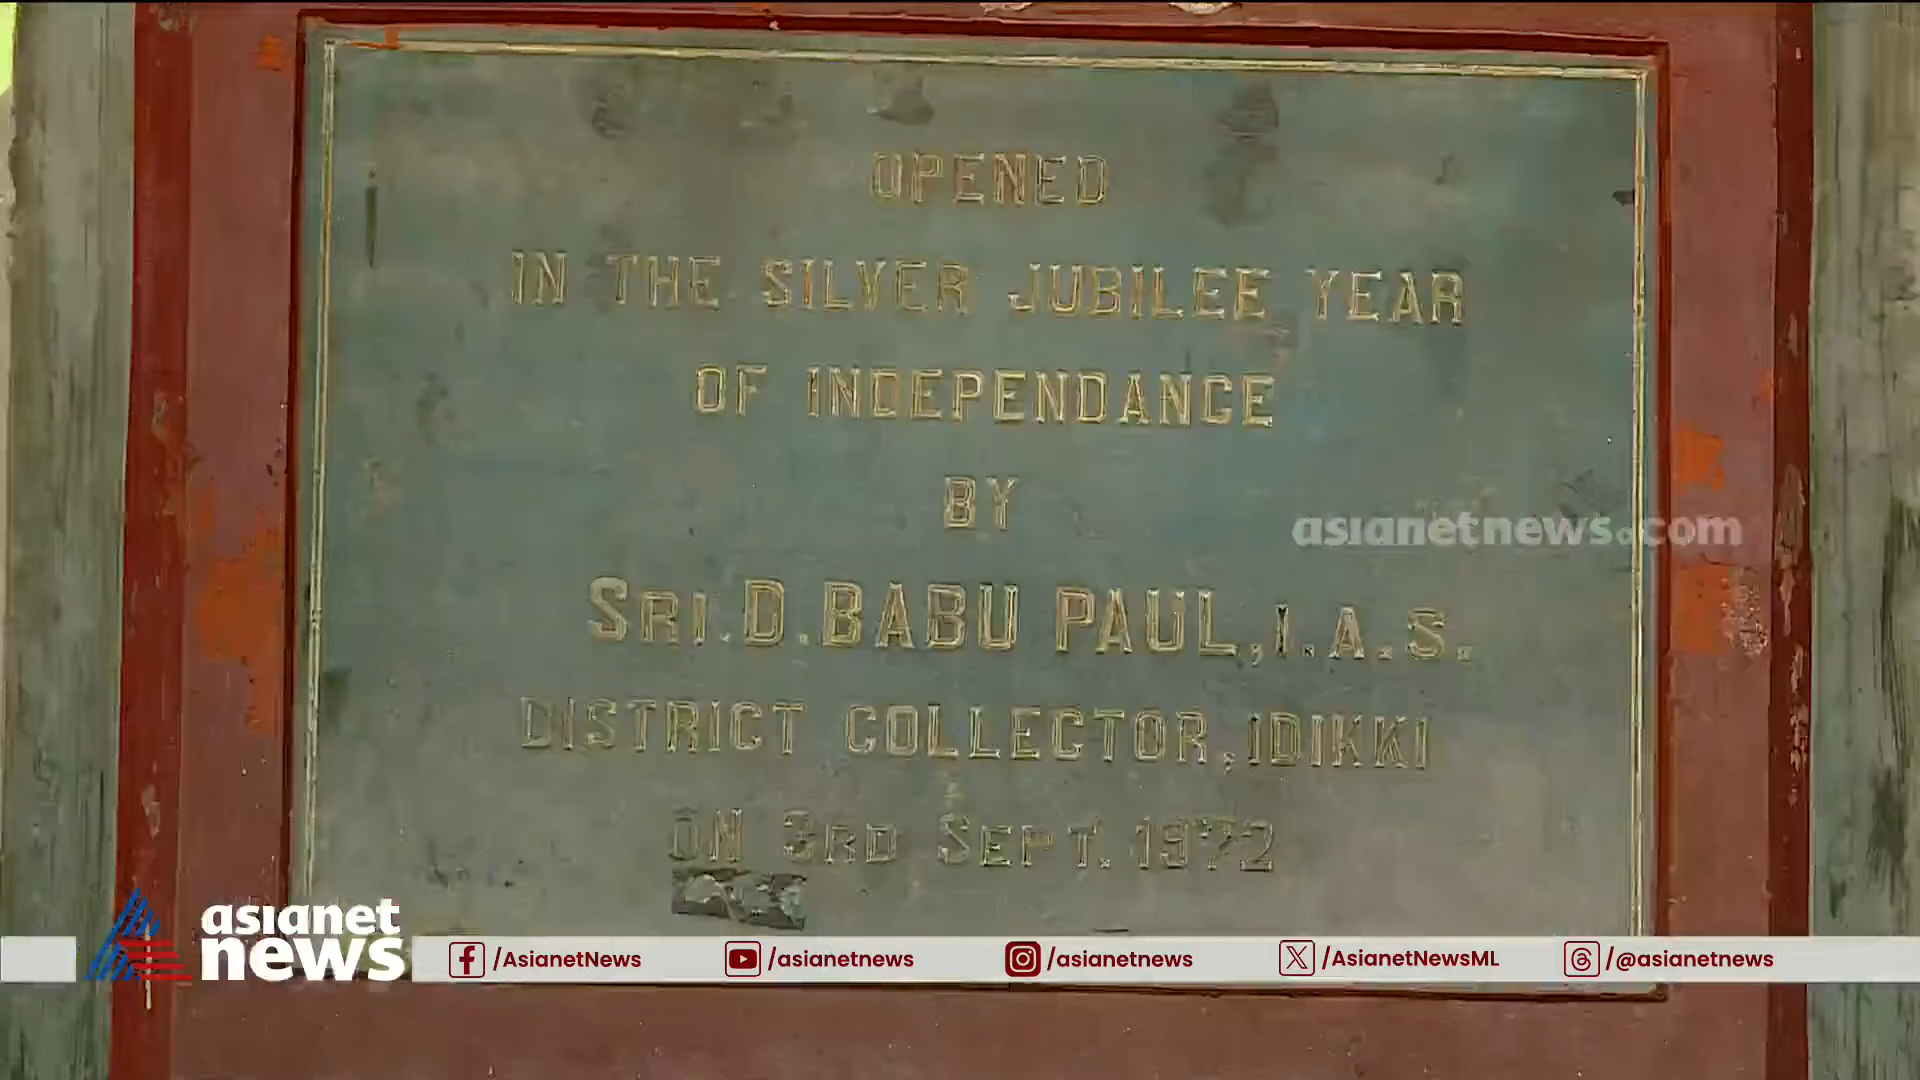 OPENED
IN THE SILVER JUBILEE YEAR
OF INDEPENDANCE
BY
SRI. D. BABU PAUL, I.A.S.
DISTRICT COLLECTOR, IDIKKI
ON 3RD SEPT. 1972
asianetnews.com
asianet
news
/AsianetNews
/asianetnews
/asianetnews
/AsianetNewsML
/@asianetnews